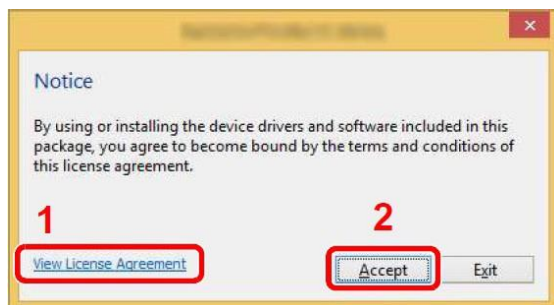 Notice
By using or installing the device drivers and software included in this
package, you agree to become bound by the terms and conditions of
this license agreement.
1
2
View License Agreement
Accept
Exit